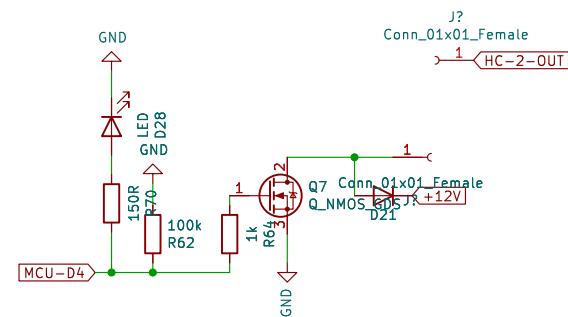 J?
Conn_01x01_Female
1
HC-2-OUT
GND
LED
D28
GND
150R
R70
100k
R62
1k
R64
1
2
3
Q7
Q_NMOS_GDS
1
Conn_01x01_Female
J?
+12V
D21
MCU-D4
GND